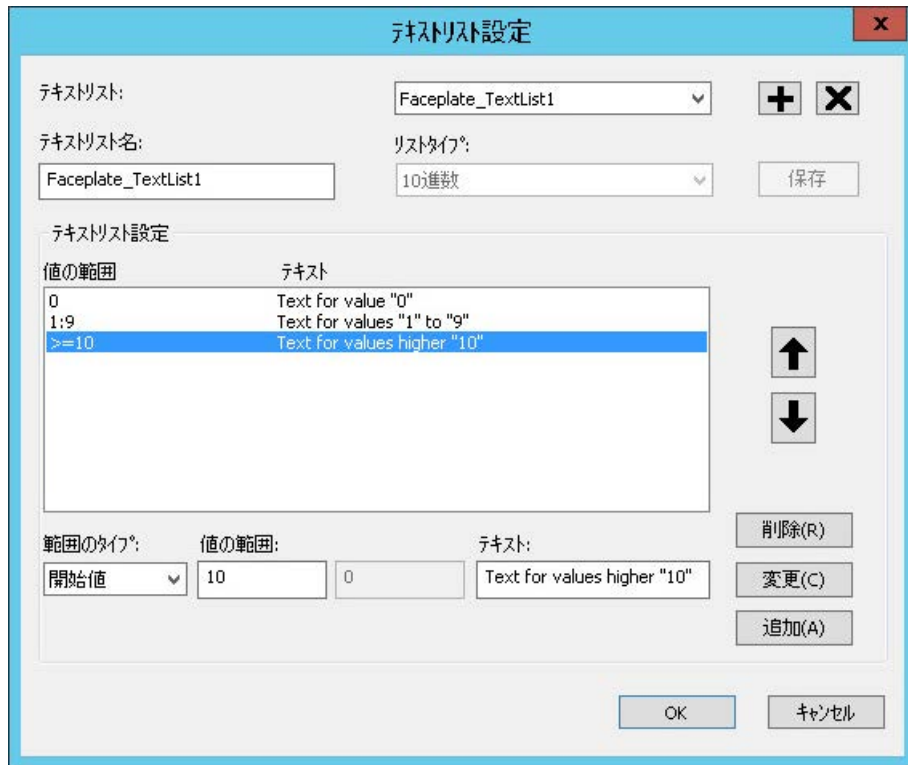 テキストリスト設定
x
テキストリスト:
Faceplate_TextList1
テキストリスト名:
リストタイプ:
Faceplate_TextList1
10進数
保存
テキストリスト設定
値の範囲 テキスト
0 Text for value "0"
1:9 Text for values "1" to "9"
>=10 Text for values higher "10"
範囲のタイプ: 値の範囲: テキスト:
開始値 10 0 Text for values higher "10"
削除(R)
変更(C)
追加(A)
OK キャンセル